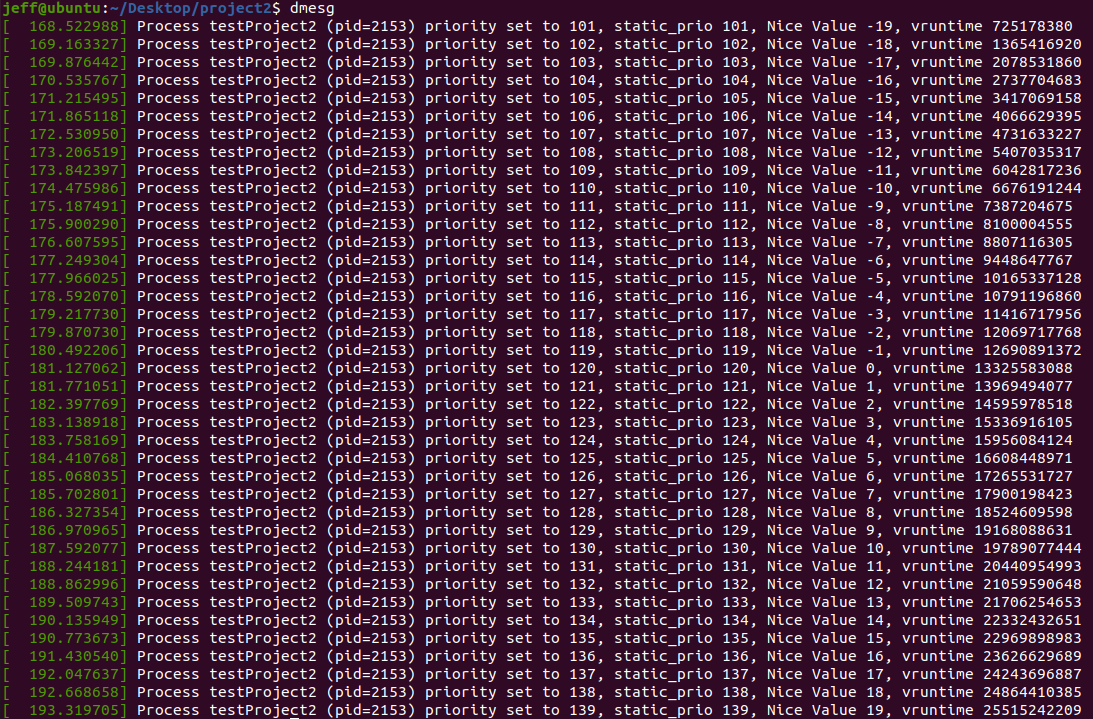 jeff@ubuntu:~/Desktop/project2$ dmesg
[  168.522988] Process testProject2 (pid=2153) priority set to 101, static_prio 101, Nice Value -19, vruntime 725178380
[  169.163327] Process testProject2 (pid=2153) priority set to 102, static_prio 102, Nice Value -18, vruntime 1365416920
[  169.876442] Process testProject2 (pid=2153) priority set to 103, static_prio 103, Nice Value -17, vruntime 2078531860
[  170.535767] Process testProject2 (pid=2153) priority set to 104, static_prio 104, Nice Value -16, vruntime 2737704683
[  171.215495] Process testProject2 (pid=2153) priority set to 105, static_prio 105, Nice Value -15, vruntime 3417069158
[  171.865118] Process testProject2 (pid=2153) priority set to 106, static_prio 106, Nice Value -14, vruntime 4066629395
[  172.530950] Process testProject2 (pid=2153) priority set to 107, static_prio 107, Nice Value -13, vruntime 4731633227
[  173.206519] Process testProject2 (pid=2153) priority set to 108, static_prio 108, Nice Value -12, vruntime 5407035317
[  173.842397] Process testProject2 (pid=2153) priority set to 109, static_prio 109, Nice Value -11, vruntime 6042817236
[  174.475986] Process testProject2 (pid=2153) priority set to 110, static_prio 110, Nice Value -10, vruntime 6676191244
[  175.187491] Process testProject2 (pid=2153) priority set to 111, static_prio 111, Nice Value -9, vruntime 7387204675
[  175.900290] Process testProject2 (pid=2153) priority set to 112, static_prio 112, Nice Value -8, vruntime 8100004555
[  176.607595] Process testProject2 (pid=2153) priority set to 113, static_prio 113, Nice Value -7, vruntime 8807116305
[  177.249304] Process testProject2 (pid=2153) priority set to 114, static_prio 114, Nice Value -6, vruntime 9448647767
[  177.966025] Process testProject2 (pid=2153) priority set to 115, static_prio 115, Nice Value -5, vruntime 10165337128
[  178.592070] Process testProject2 (pid=2153) priority set to 116, static_prio 116, Nice Value -4, vruntime 10791196860
[  179.217730] Process testProject2 (pid=2153) priority set to 117, static_prio 117, Nice Value -3, vruntime 11416717956
[  179.870730] Process testProject2 (pid=2153) priority set to 118, static_prio 118, Nice Value -2, vruntime 12069717768
[  180.492206] Process testProject2 (pid=2153) priority set to 119, static_prio 119, Nice Value -1, vruntime 12690891372
[  181.127062] Process testProject2 (pid=2153) priority set to 120, static_prio 120, Nice Value 0, vruntime 13325583088
[  181.771051] Process testProject2 (pid=2153) priority set to 121, static_prio 121, Nice Value 1, vruntime 13969494077
[  182.397769] Process testProject2 (pid=2153) priority set to 122, static_prio 122, Nice Value 2, vruntime 14595978518
[  183.138918] Process testProject2 (pid=2153) priority set to 123, static_prio 123, Nice Value 3, vruntime 15336916105
[  183.758169] Process testProject2 (pid=2153) priority set to 124, static_prio 124, Nice Value 4, vruntime 15956084124
[  184.410768] Process testProject2 (pid=2153) priority set to 125, static_prio 125, Nice Value 5, vruntime 16608448971
[  185.068035] Process testProject2 (pid=2153) priority set to 126, static_prio 126, Nice Value 6, vruntime 17265531727
[  185.702801] Process testProject2 (pid=2153) priority set to 127, static_prio 127, Nice Value 7, vruntime 17900198423
[  186.327354] Process testProject2 (pid=2153) priority set to 128, static_prio 128, Nice Value 8, vruntime 18524609598
[  186.970965] Process testProject2 (pid=2153) priority set to 129, static_prio 129, Nice Value 9, vruntime 19168088631
[  187.592077] Process testProject2 (pid=2153) priority set to 130, static_prio 130, Nice Value 10, vruntime 19789077444
[  188.244181] Process testProject2 (pid=2153) priority set to 131, static_prio 131, Nice Value 11, vruntime 20440954993
[  188.862996] Process testProject2 (pid=2153) priority set to 132, static_prio 132, Nice Value 12, vruntime 21059590648
[  189.509743] Process testProject2 (pid=2153) priority set to 133, static_prio 133, Nice Value 13, vruntime 21706254653
[  190.135949] Process testProject2 (pid=2153) priority set to 134, static_prio 134, Nice Value 14, vruntime 22332432651
[  190.773673] Process testProject2 (pid=2153) priority set to 135, static_prio 135, Nice Value 15, vruntime 22969898983
[  191.430540] Process testProject2 (pid=2153) priority set to 136, static_prio 136, Nice Value 16, vruntime 23626629689
[  192.047637] Process testProject2 (pid=2153) priority set to 137, static_prio 137, Nice Value 17, vruntime 24243696887
[  192.668658] Process testProject2 (pid=2153) priority set to 138, static_prio 138, Nice Value 18, vruntime 24864410385
[  193.319705] Process testProject2 (pid=2153) priority set to 139, static_prio 139, Nice Value 19, vruntime 25515242209